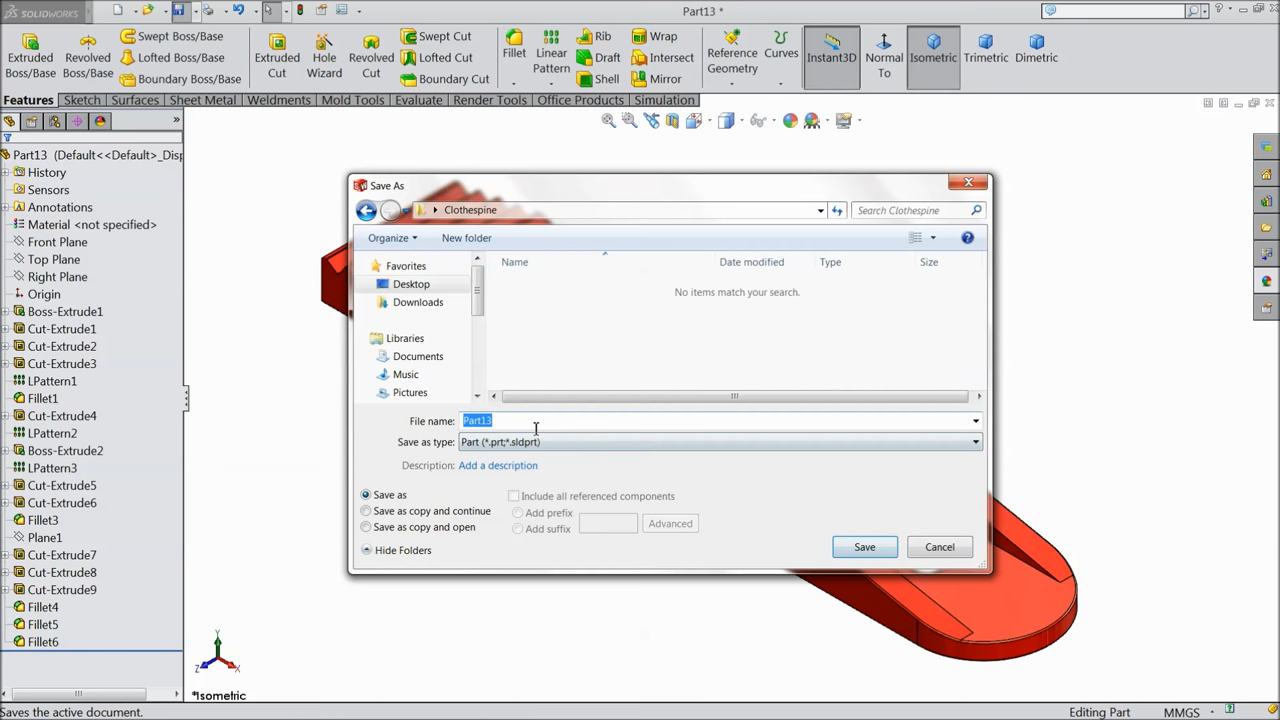 SOLIDWORKS
Part13 *
Extruded Boss/Base
Revolved Boss/Base
Swept Boss/Base
Lofted Boss/Base
Boundary Boss/Base
Extruded Cut
Hole Wizard
Revolved Cut
Swept Cut
Lofted Cut
Boundary Cut
Fillet
Linear Pattern
Rib
Draft
Shell
Wrap
Intersect
Mirror
Reference Geometry
Curves
Instant3D
Normal To
Isometric
Trimetric
Dimetric
Features Sketch Surfaces Sheet Metal Weldments Mold Tools Evaluate Render Tools Office Products Simulation
Part13 (Default<<Default>_Disp
History
Sensors
Annotations
Material <not specified>
Front Plane
Top Plane
Right Plane
Origin
Boss-Extrude1
Cut-Extrude1
Cut-Extrude2
Cut-Extrude3
LPattern1
Fillet1
Cut-Extrude4
LPattern2
Boss-Extrude2
LPattern3
Cut-Extrude5
Cut-Extrude6
Fillet3
Plane1
Cut-Extrude7
Cut-Extrude8
Cut-Extrude9
Fillet4
Fillet5
Fillet6
Save As
Clothespine
Search Clothespine
Organize
New folder
Favorites
Desktop
Downloads
Libraries
Documents
Music
Pictures
Name Date modified Type Size
No items match your search.
File name: Part13
Save as type: Part (*.prt;*.sldprt)
Description: Add a description
Save as
Save as copy and continue
Save as copy and open
Include all referenced components
Add prefix
Add suffix
Advanced
Hide Folders
Save
Cancel
Y
Z
X
*Isometric
Saves the active document.
Editing Part
MMGS